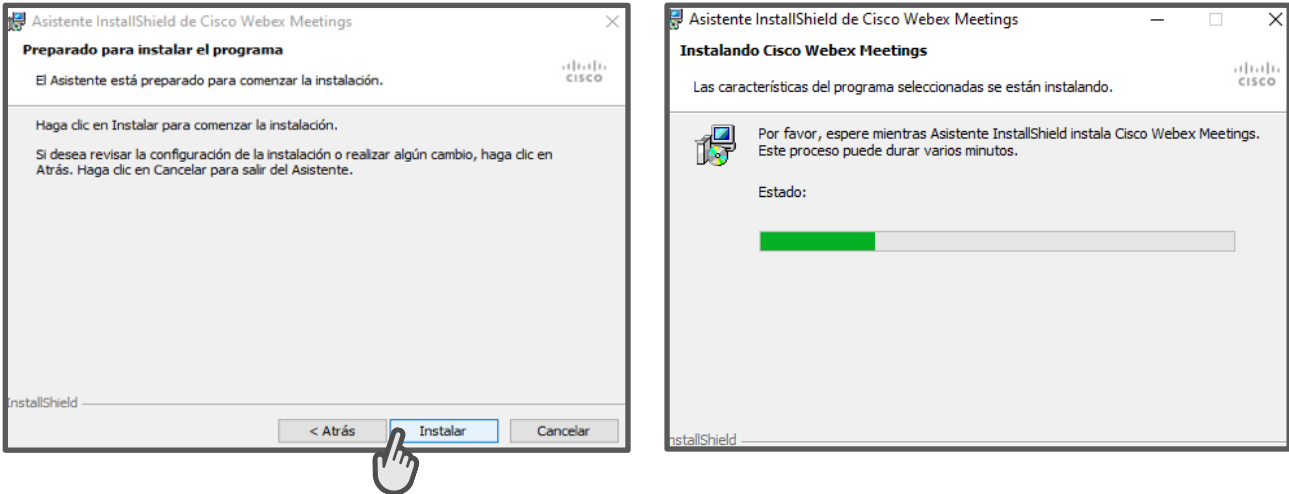 Asistente InstallShield de Cisco Webex Meetings
Preparado para instalar el programa
El Asistente está preparado para comenzar la instalación.
CISCO
Haga clic en Instalar para comenzar la instalación.
Si desea revisar la configuración de la instalación o realizar algún cambio, haga clic en
Atrás. Haga clic en Cancelar para salir del Asistente.
InstallShield
< Atrás
Instalar
Cancelar
Asistente InstallShield de Cisco Webex Meetings
Instalando Cisco Webex Meetings
Las características del programa seleccionadas se están instalando.
CISCO
Por favor, espere mientras Asistente InstallShield instala Cisco Webex Meetings.
Este proceso puede durar varios minutos.
Estado:
nstallShield